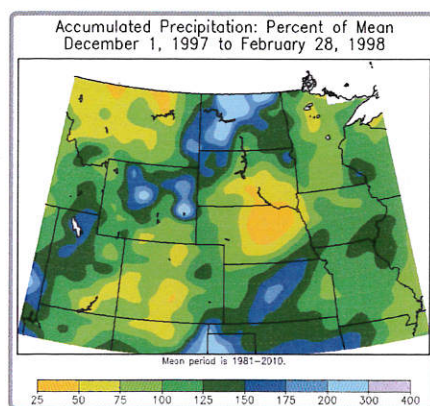 Accumulated Precipitation: Percent of Mean
December 1, 1997 to February 28, 1998
Mean period is 1981-2010.
25 50 75 100 125 150 175 200 300 400